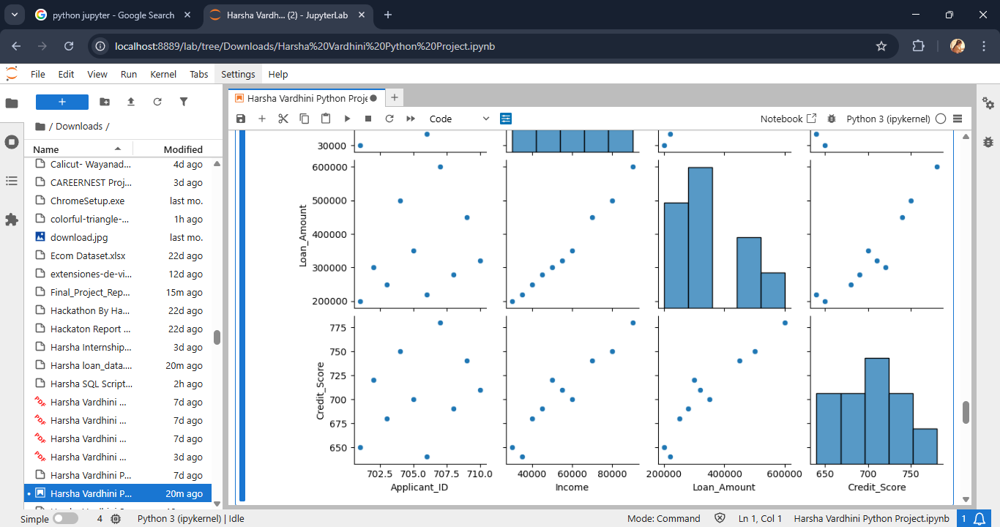 python jupyter - Google Search
Harsha Vardh... (2) - JupyterLab
localhost:8889/lab/tree/Downloads/Harsha%20Vardhini%20Python%20Project.ipynb
File Edit View Run Kernel Tabs Settings Help
Harsha Vardhini Python Proje
Code
Notebook
Python 3 (ipykernel)
/ Downloads /
Name Modified
Calicut- Wayanad... 4d ago
CAREERNEST Proj... 3d ago
ChromeSetup.exe last mo.
colorful-triangle-... 1h ago
download.jpg last mo.
Ecom Dataset.xlsx 22d ago
extensiones-de-vi... 12d ago
Final_Project_Rep... 15m ago
Hackathon By Ha... 22d ago
Hackaton Report ... 22d ago
Harsha Internship... 3d ago
Harsha loan_data.... 20m ago
Harsha SQL Script... 2h ago
PDF Harsha Vardhini ... 7d ago
PDF Harsha Vardhini ... 7d ago
PDF Harsha Vardhini ... 7d ago
PDF Harsha Vardhini ... 3d ago
Harsha Vardhini P... 7d ago
Harsha Vardhini P... 20m ago
30000
600000
500000
400000
300000
200000
Loan_Amount
775
750
725
700
675
650
Credit_Score
702.5 705.0 707.5 710.0
Applicant_ID
40000 60000 80000
Income
200000 400000 600000
Loan_Amount
650 700 750
Credit_Score
Simple
4
Python 3 (ipykernel) | Idle
Mode: Command
Ln 1, Col 1
Harsha Vardhini Python Project.ipynb
1